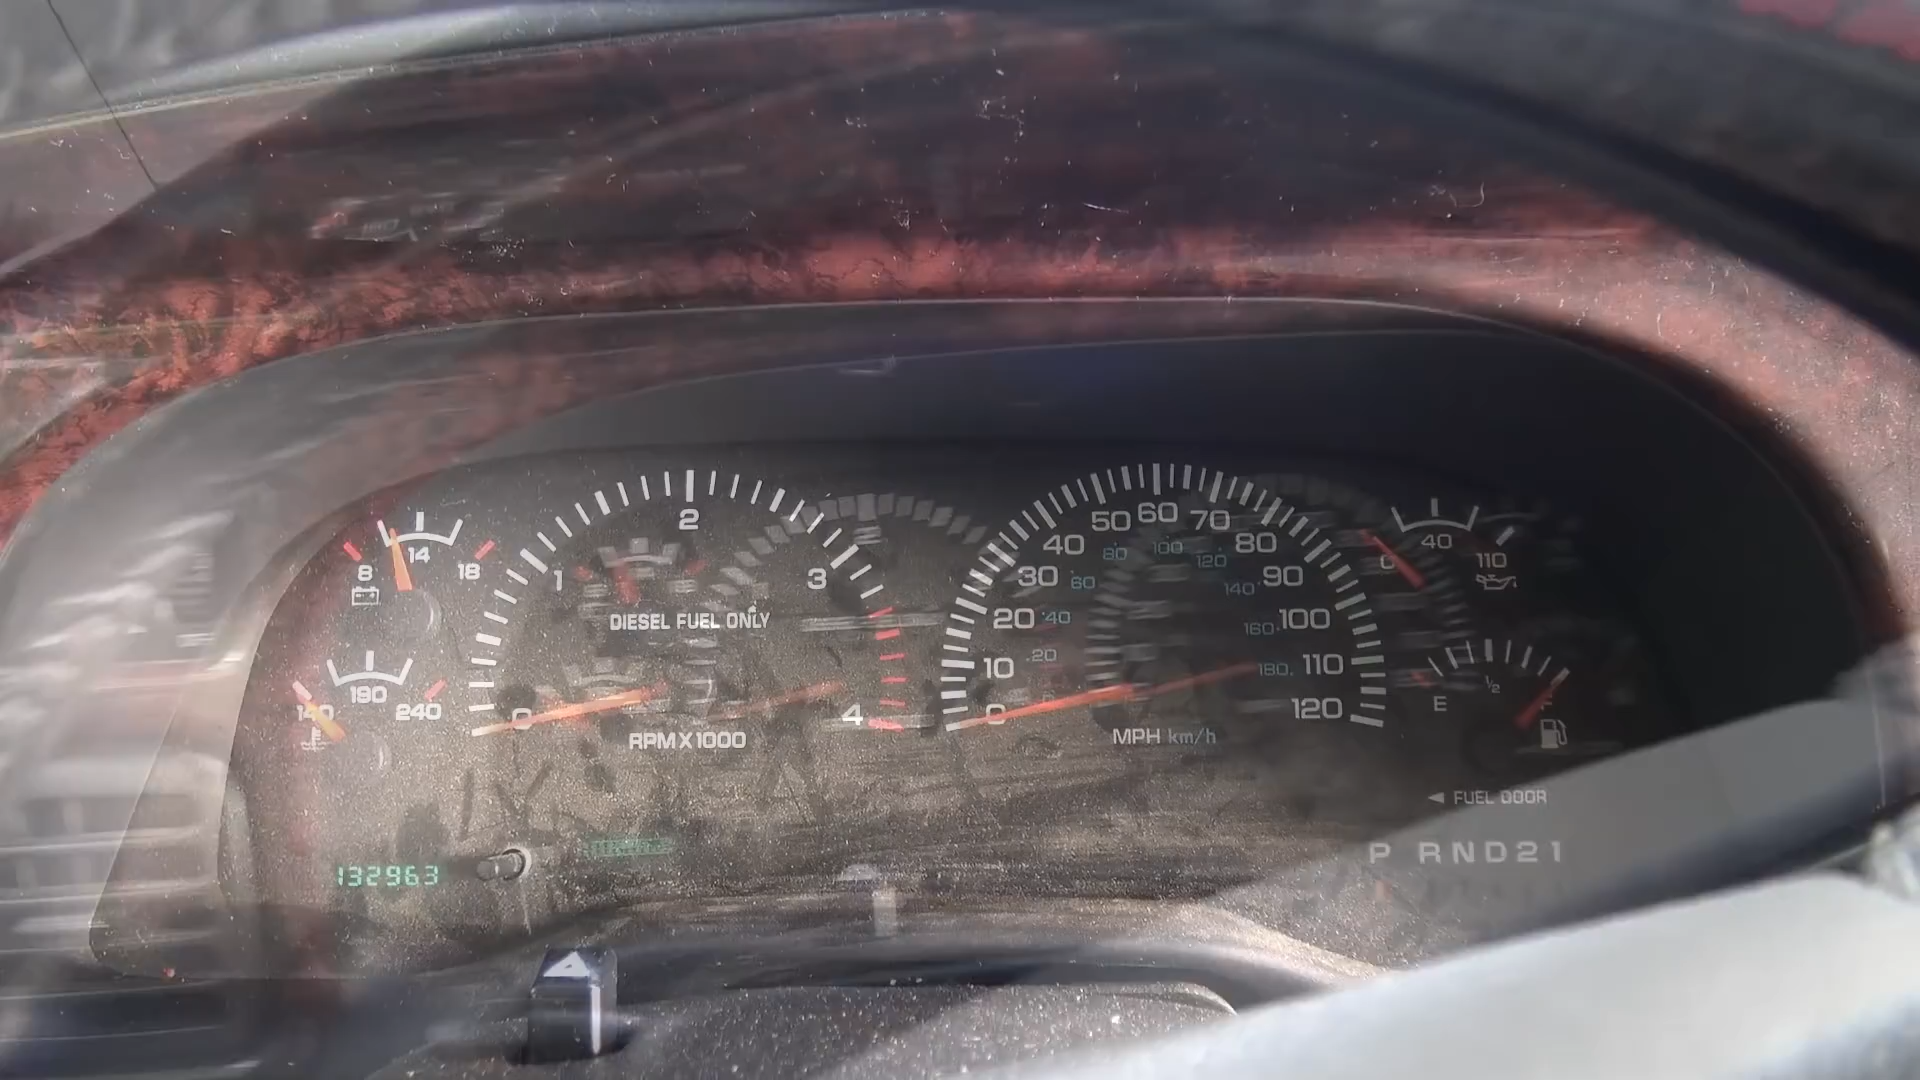 8 14 18
140 190 240
0 1 2 3 4
DIESEL FUEL ONLY
RPM X 1000
0 10 20 30 40 50 60 70 80 90 100 110 120
20 40 60 80 100 120 140 160 180
MPH km/h
0 40 110
E 1/2 F
◄ FUEL DOOR
P RND21
132963